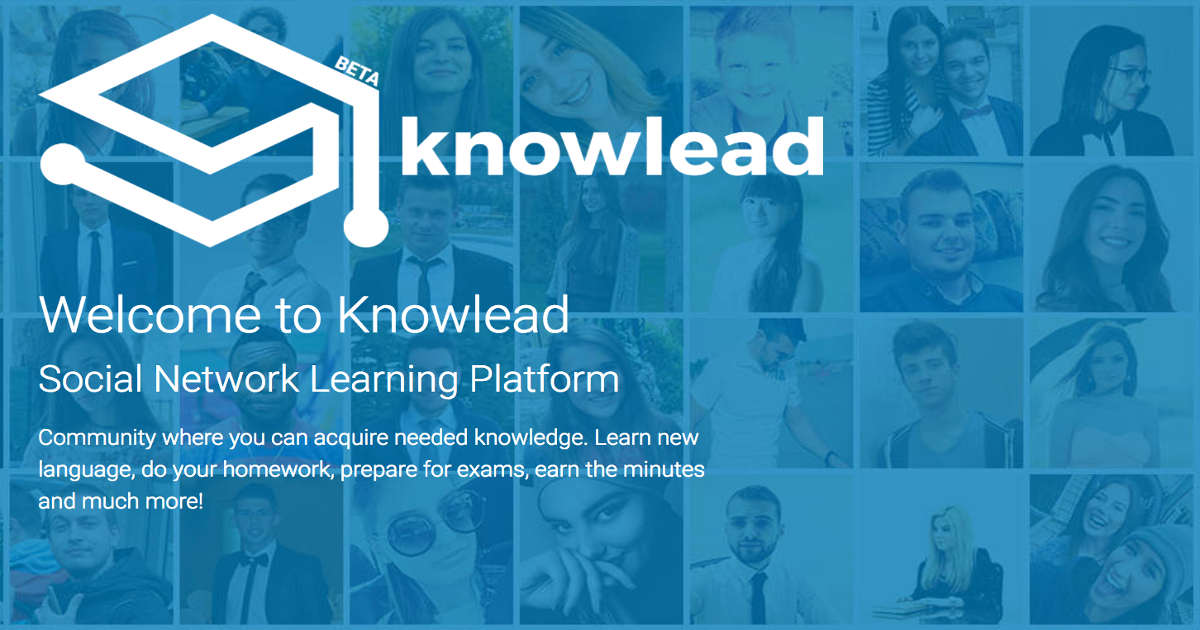 BETA
knowlead
Welcome to Knowlead
Social Network Learning Platform
Community where you can acquire needed knowledge. Learn new
language, do your homework, prepare for exams, earn the minutes
and much more!